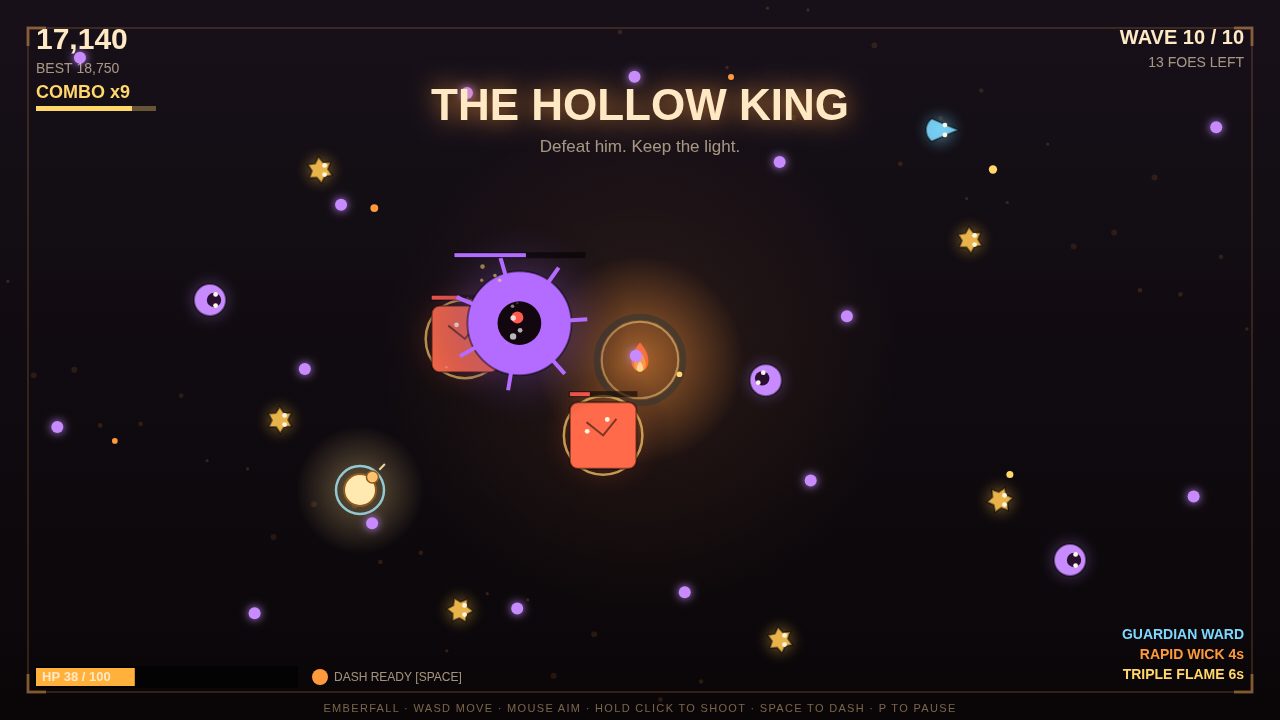 17,140
BEST 18,750
COMBO x9
WAVE 10 / 10
13 FOES LEFT
THE HOLLOW KING
Defeat him. Keep the light.
GUARDIAN WARD
RAPID WICK 4s
TRIPLE FLAME 6s
HP 38 / 100
DASH READY [SPACE]
EMBERFALL · WASD MOVE · MOUSE AIM · HOLD CLICK TO SHOOT · SPACE TO DASH · P TO PAUSE